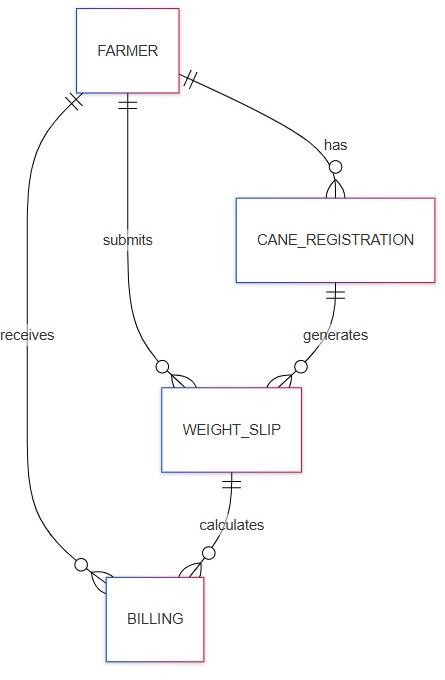 FARMER
has
CANE_REGISTRATION
submits
receives
generates
WEIGHT_SLIP
calculates
BILLING